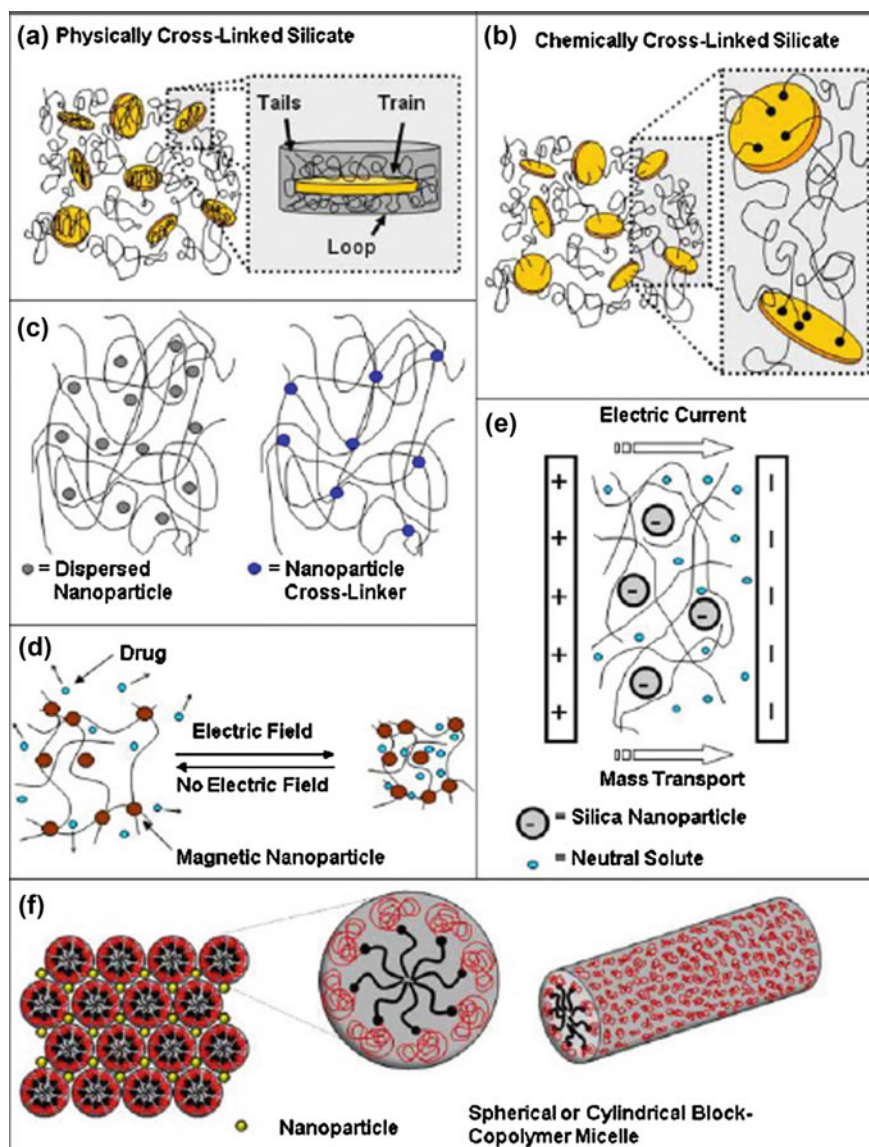 (a) Physically Cross-Linked Silicate
Tails
Train
Loop
(b) Chemically Cross-Linked Silicate
(c)
= Dispersed
Nanoparticle
= Nanoparticle
Cross-Linker
(d)
Drug
Electric Field
No Electric Field
Magnetic Nanoparticle
(e)
Electric Current
+ −
+ −
+ −
+ −
+ −
-
-
-
-
Mass Transport
- = Silica Nanoparticle
= Neutral Solute
(f)
Nanoparticle
Spherical or Cylindrical Block-
Copolymer Micelle